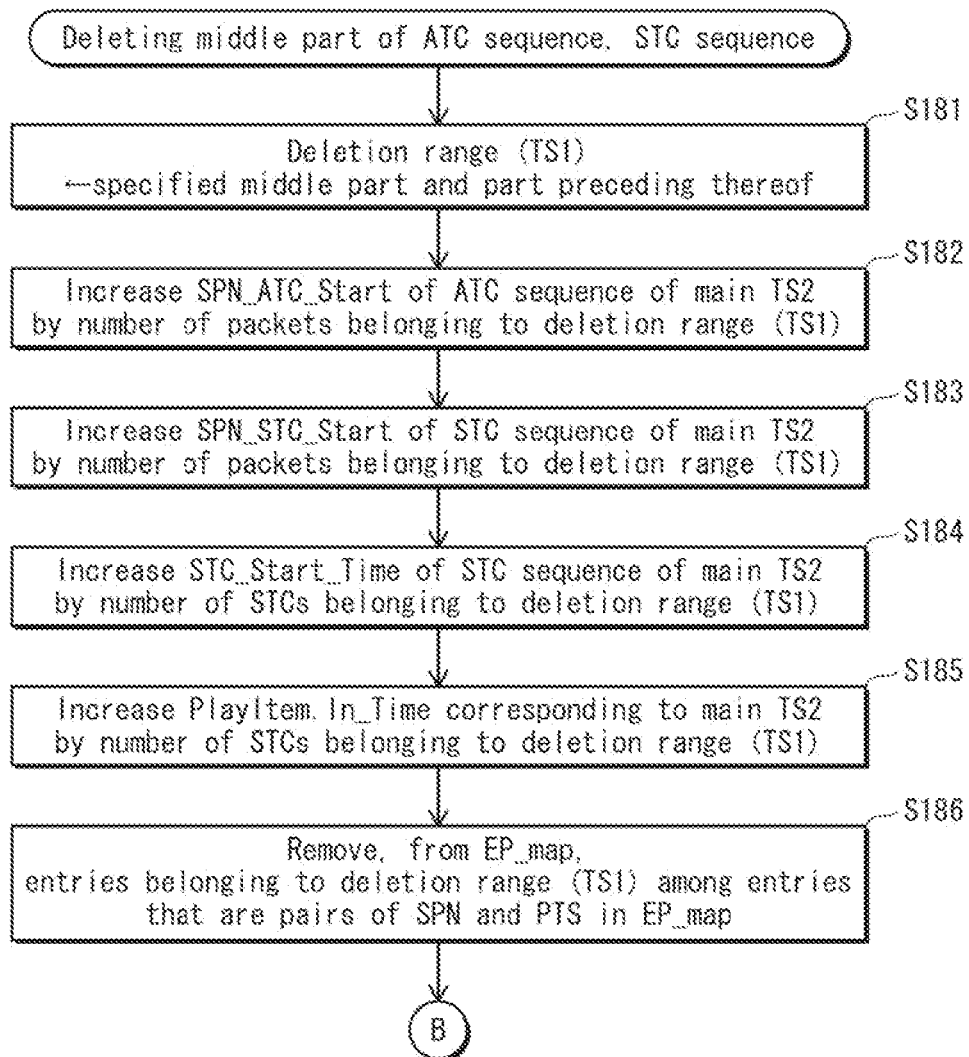 Deleting middle part of ATC sequence, STC sequence
S181
Deletion range (TS1)
←specified middle part and part preceding thereof
S182
Increase SPN_ATC_Start of ATC sequence of main TS2
by number of packets belonging to deletion range (TS1)
S183
Increase SPN_STC_Start of STC sequence of main TS2
by number of packets belonging to deletion range (TS1)
S184
Increase STC_Start_Time of STC sequence of main TS2
by number of STCs belonging to deletion range (TS1)
S185
Increase PlayItem.In_Time corresponding to main TS2
by number of STCs belonging to deletion range (TS1)
S186
Remove, from EP_map,
entries belonging to deletion range (TS1) among entries
that are pairs of SPN and PTS in EP_map
B